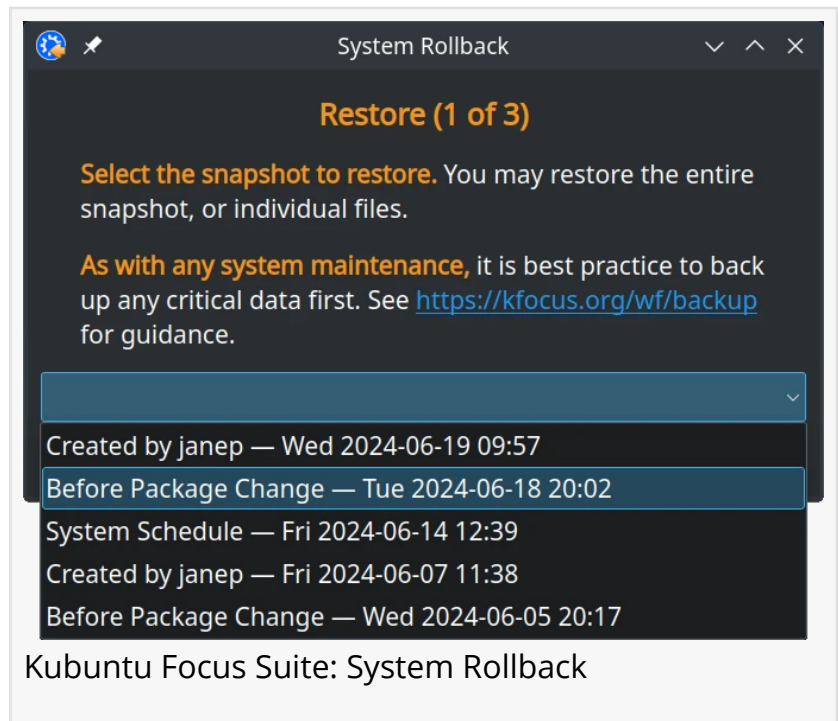 System Rollback
Restore (1 of 3)
Select the snapshot to restore. You may restore the entire
snapshot, or individual files.
As with any system maintenance, it is best practice to back
up any critical data first. See https://kfocus.org/wf/backup
for guidance.
Created by janep — Wed 2024-06-19 09:57
Before Package Change — Tue 2024-06-18 20:02
System Schedule — Fri 2024-06-14 12:39
Created by janep — Fri 2024-06-07 11:38
Before Package Change — Wed 2024-06-05 20:17
Kubuntu Focus Suite: System Rollback